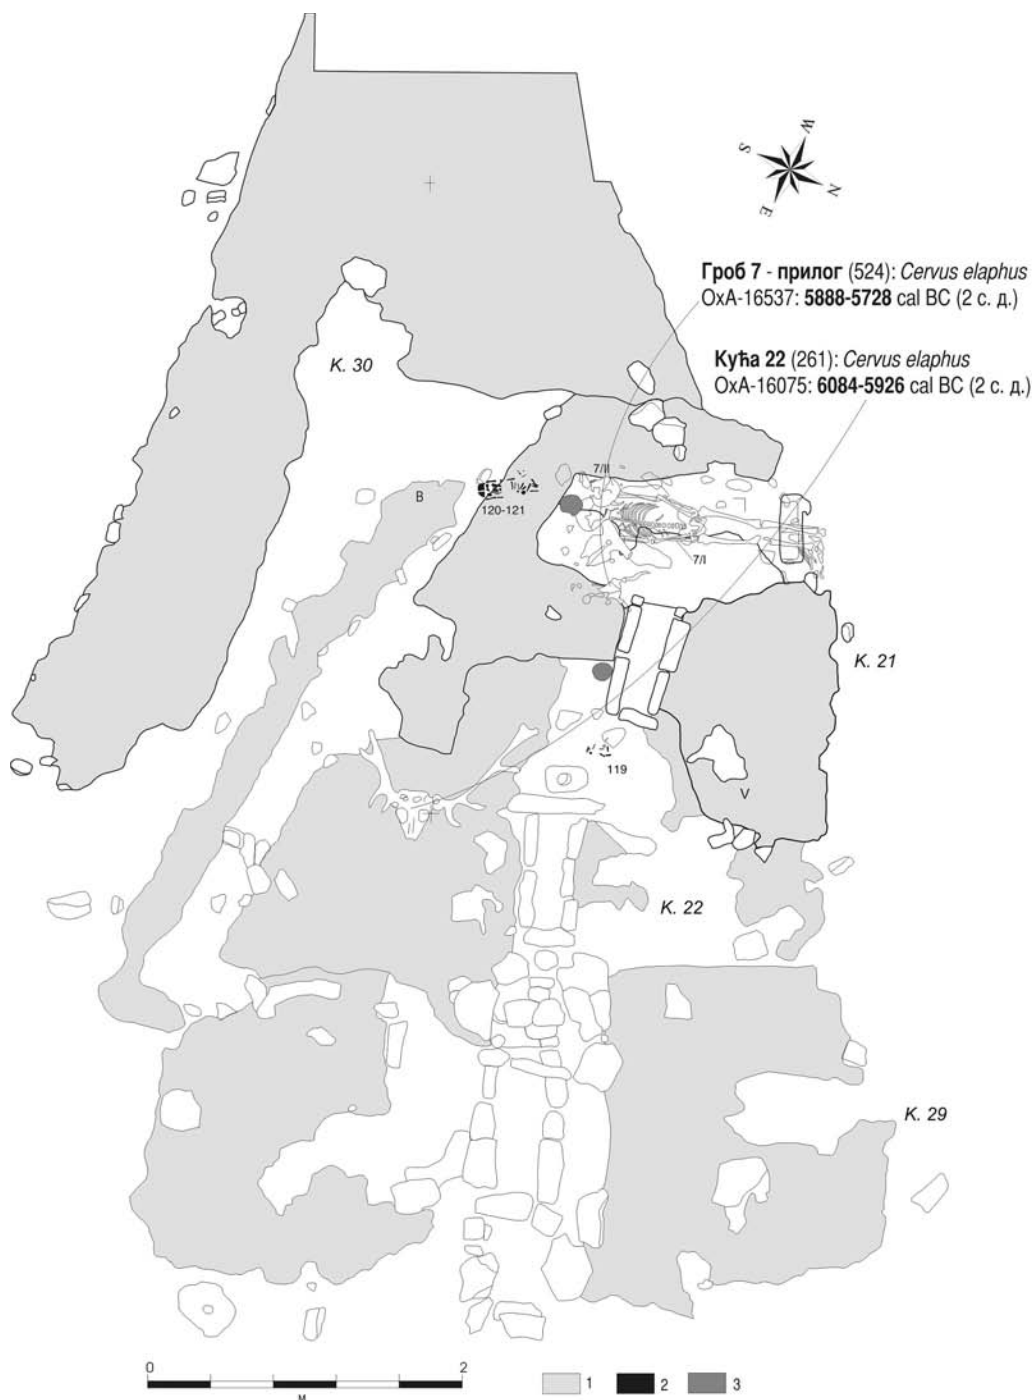 W
S
N
E
Гроб 7 - прилог (524): Cervus elaphus
OxA-16537: 5888-5728 cal BC (2 с. д.)
Кућа 22 (261): Cervus elaphus
OxA-16075: 6084-5926 cal BC (2 с. д.)
K. 30
7/II
B
120-121
7/I
K. 21
119
V
K. 22
K. 29
0 2
M
1 2 3